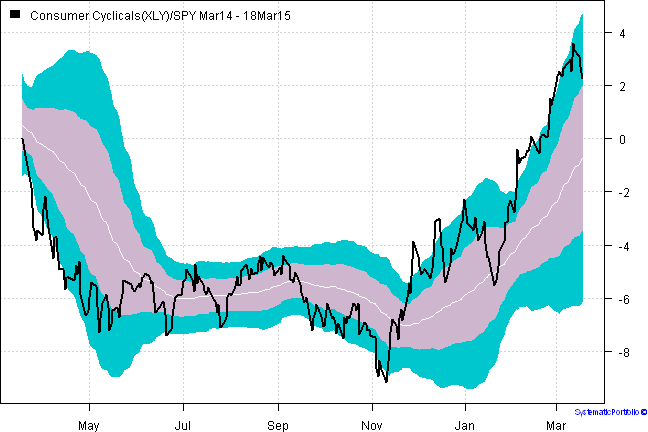 Consumer Cyclicals(XLY)/SPY Mar14 - 18Mar15
4
2
0
-2
-4
-6
-8
May Jul Sep Nov Jan Mar
SystematicPortfolio ©